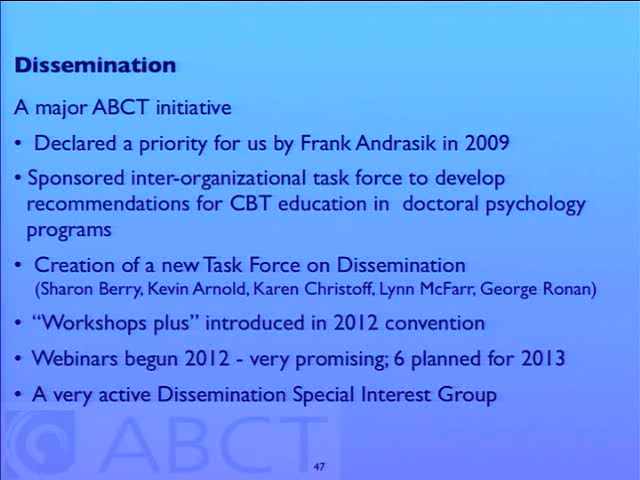 Dissemination
A major ABCT initiative
• Declared a priority for us by Frank Andrasik in 2009
• Sponsored inter-organizational task force to develop
recommendations for CBT education in doctoral psychology
programs
• Creation of a new Task Force on Dissemination
(Sharon Berry, Kevin Arnold, Karen Christoff, Lynn McFarr, George Ronan)
• “Workshops plus” introduced in 2012 convention
• Webinars begun 2012 - very promising; 6 planned for 2013
• A very active Dissemination Special Interest Group
ABCT
47